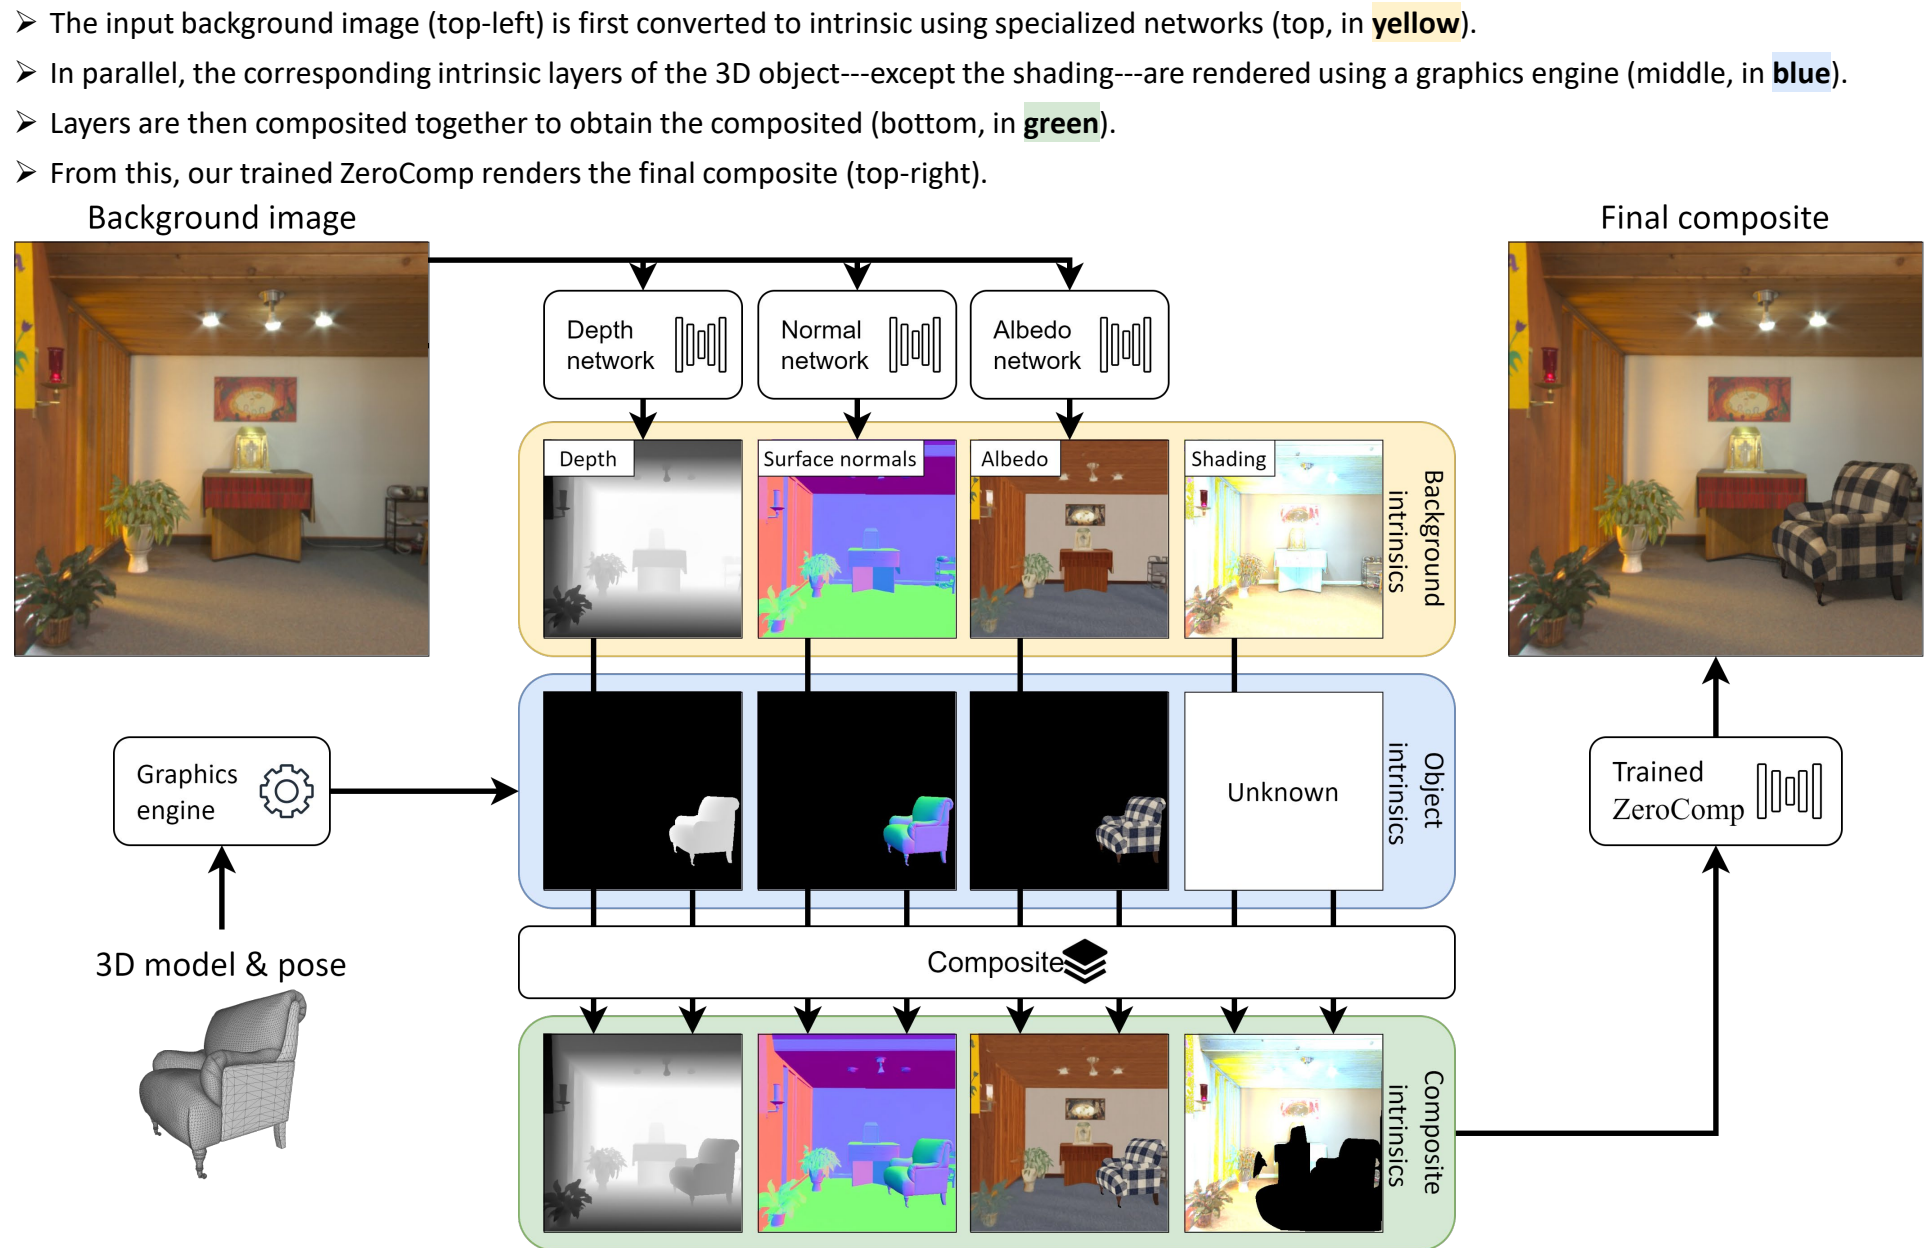 ➢ The input background image (top-left) is first converted to intrinsic using specialized networks (top, in yellow).
➢ In parallel, the corresponding intrinsic layers of the 3D object---except the shading---are rendered using a graphics engine (middle, in blue).
➢ Layers are then composited together to obtain the composited (bottom, in green).
➢ From this, our trained ZeroComp renders the final composite (top-right).
Background image
Final composite
Depth
network
Normal
network
Albedo
network
Depth
Surface normals
Albedo
Shading
Background
intrinsics
Graphics
engine
Unknown
Object
intrinsics
Trained
ZeroComp
3D model & pose
Composite
Composite
intrinsics